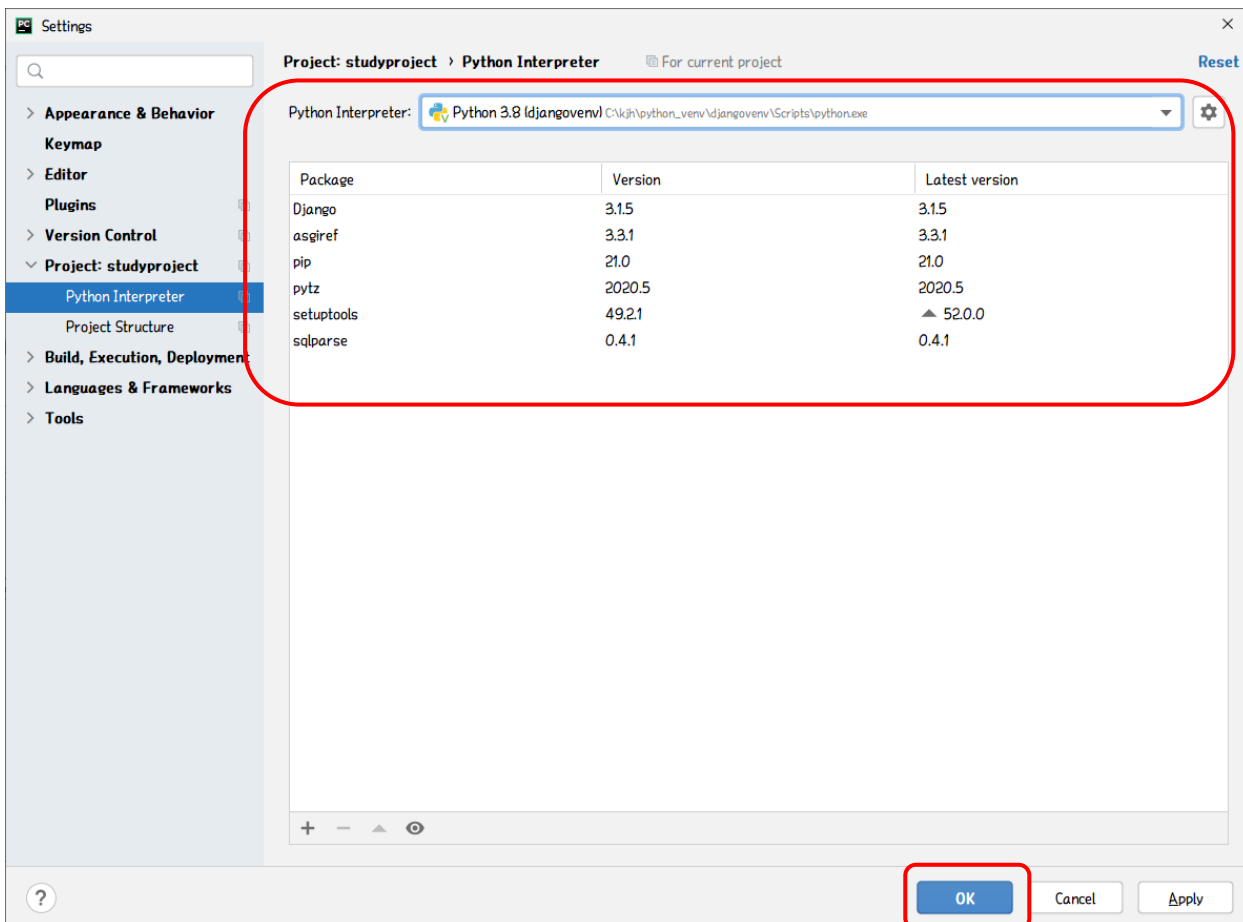 PC Settings
Project: studyproject › Python Interpreter For current project Reset
Appearance & Behavior
Keymap
Editor
Plugins
Version Control
Project: studyproject
Python Interpreter
Project Structure
Build, Execution, Deployment
Languages & Frameworks
Tools
Python Interpreter: Python 3.8 (djangovenv) C:\kjh\python_venv\djangovenv\Scripts\python.exe
Package Version Latest version
Django 3.1.5 3.1.5
asgiref 3.3.1 3.3.1
pip 21.0 21.0
pytz 2020.5 2020.5
setuptools 49.2.1 52.0.0
sqlparse 0.4.1 0.4.1
? OK Cancel Apply